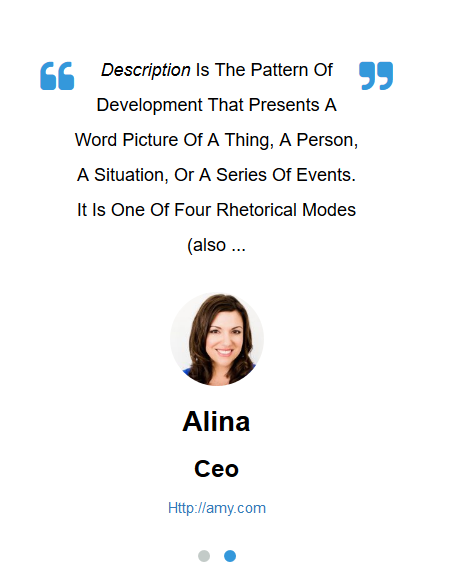 Description Is The Pattern Of
Development That Presents A
Word Picture Of A Thing, A Person,
A Situation, Or A Series Of Events.
It Is One Of Four Rhetorical Modes
(also ...
Alina
Ceo
Http://amy.com